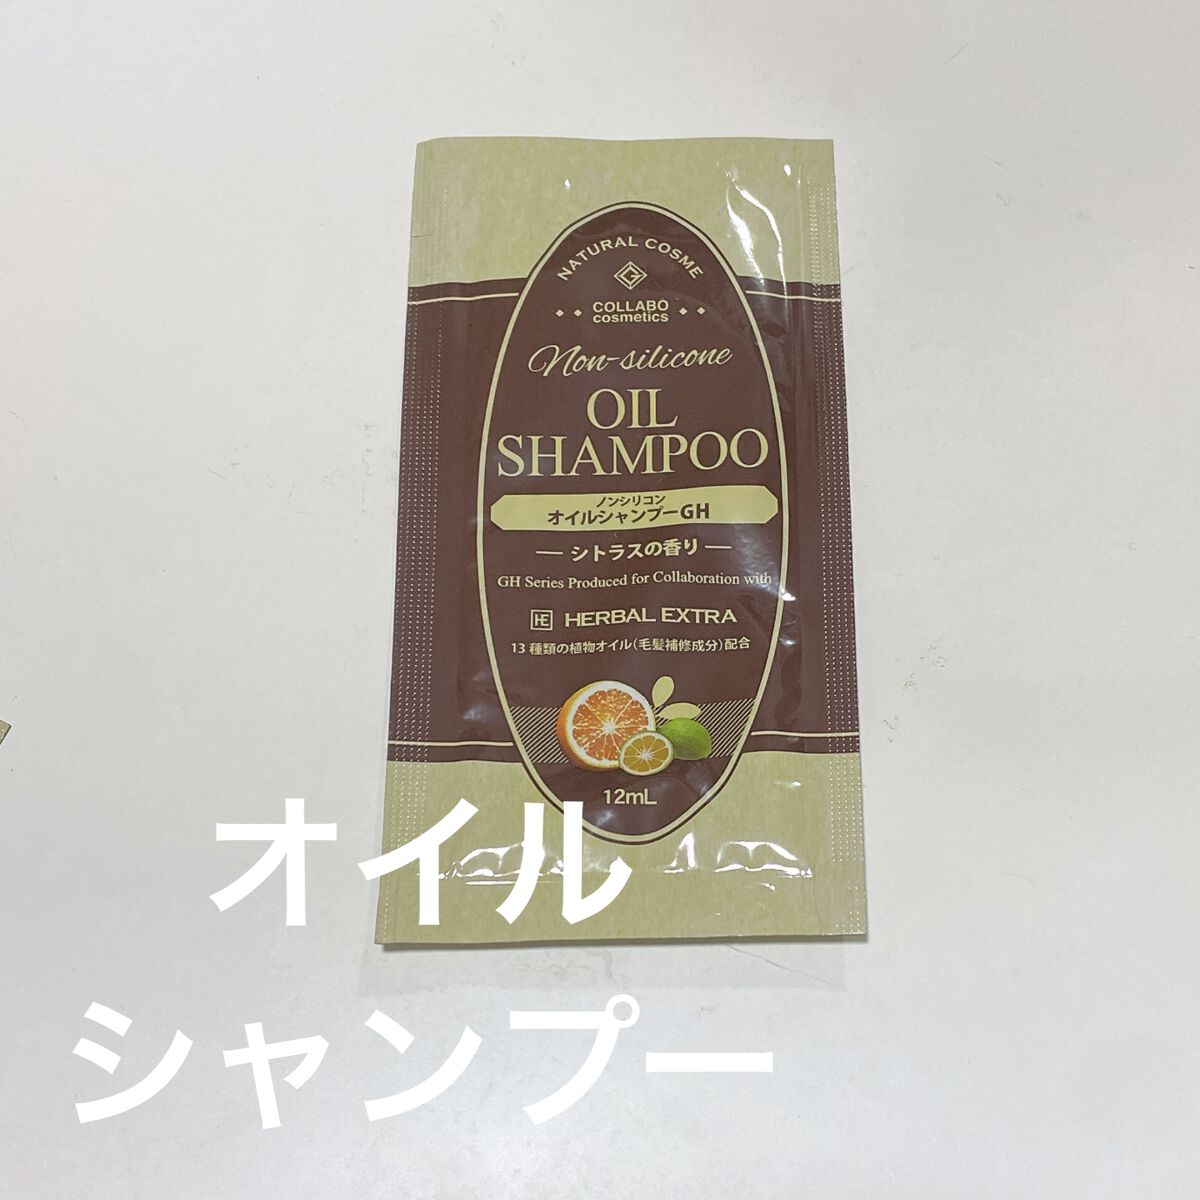 NATURAL COSME
G
COLLABO
cosmetics
Non-silicone
OIL
SHAMPOO
ノンシリコン
オイルシャンプーGH
シトラスの香り
GH Series Produced for Collaboration with
HE HERBAL EXTRA
13種類の植物オイル(毛髪補修成分)配合
12mL
オイル
シャンプー